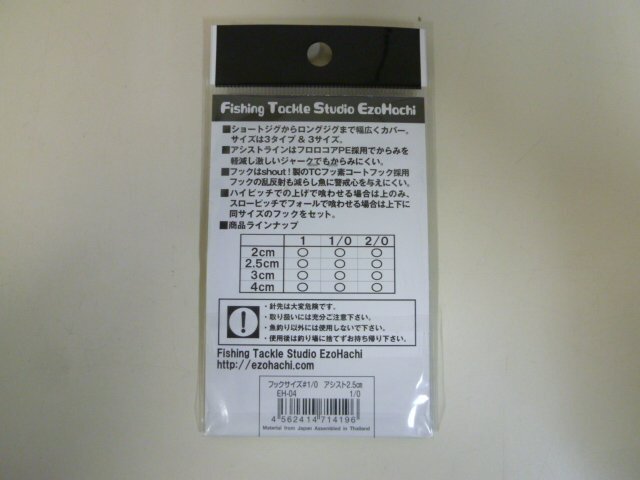 Fishing Tackle Studio EzoHachi
■ショートジグからロングジグまで幅広くカバー。
サイズは3タイプ & 3サイズ。
■アシストラインはフロロコアPE採用でからみを
軽減し激しいジャークでもからみにくい。
■フックはshout!製のTCフッ素コートフック採用
フックの乱反射も減らし魚に警戒心を与えにくい。
■ハイピッチでの上げで喰わせる場合は上のみ、
スローピッチでフォールで喰わせる場合は上下に
同サイズのフックをセット。
■商品ラインナップ
1 1/0 2/0
2cm ○ ○ ○
2.5cm ○ ○ ○
3cm ○ ○ ○
4cm ○ ○ ○
!
・針先は大変危険です。
・取り扱いには充分ご注意下さい。
・魚釣り以外には使用しないで下さい。
・使用後は釣り場に捨てずお持ち帰り下さい。
Fishing Tackle Studio EzoHachi
http://ezohachi.com
フックサイズ#1/0 アシスト2.5cm
EH-04 1/0
4562414714196
Material from Japan Assembled in Thailand